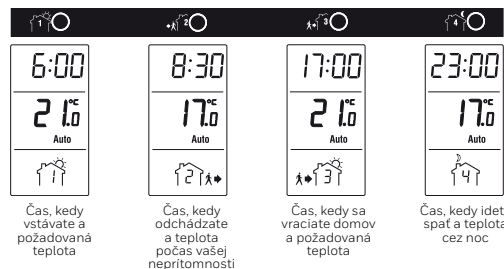 1 2 3 4
6:00 8:30 17:00 23:00
21.0°C 17.0°C 21.0°C 17.0°C
Auto Auto Auto Auto
1 2 3 4
Čas, kedy
vstávate a
požadovaná
teplota
Čas, kedy
odchádzate
a teplota
počas vašej
neprítomnosti
Čas, kedy sa
vraciate domov
a požadovaná
teplota
Čas, kedy idet
spať a teplota
cez noc